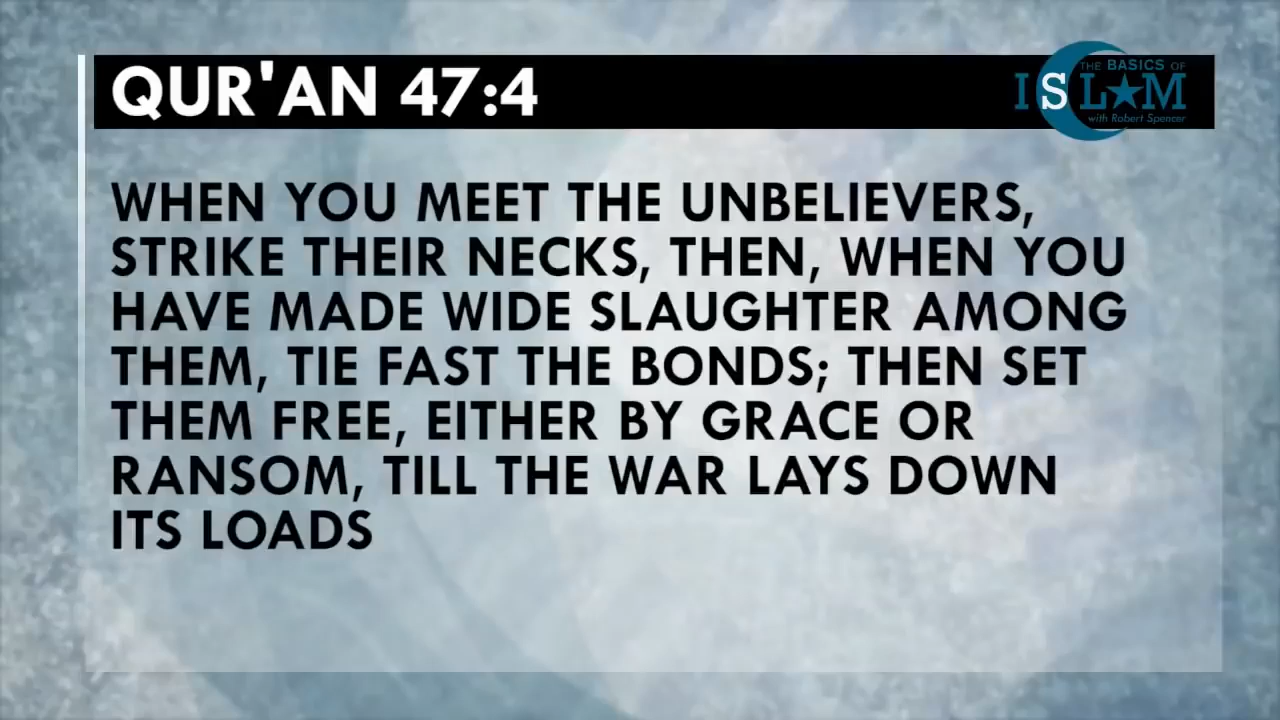 QUR'AN 47:4
THE BASICS OF
ISLAM
with Robert Spencer
WHEN YOU MEET THE UNBELIEVERS,
STRIKE THEIR NECKS, THEN, WHEN YOU
HAVE MADE WIDE SLAUGHTER AMONG
THEM, TIE FAST THE BONDS; THEN SET
THEM FREE, EITHER BY GRACE OR
RANSOM, TILL THE WAR LAYS DOWN
ITS LOADS